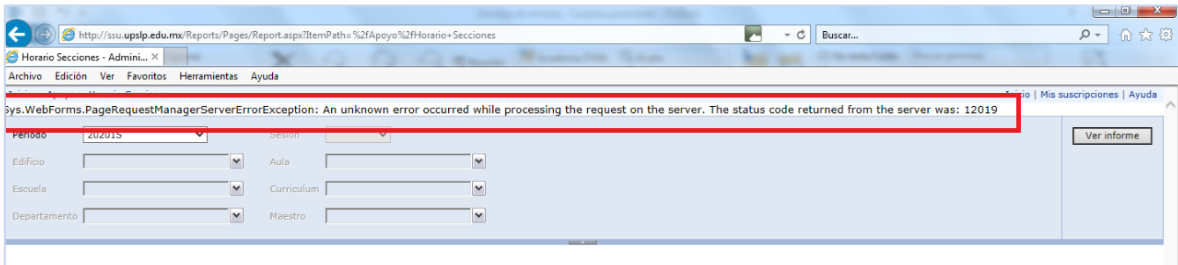 http://ssu.upslp.edu.mx/Reports/Pages/Report.aspx?ItemPath=%2fApoyo%2fHorario+Secciones
Buscar...
Horario Secciones - Admini...
Archivo Edición Ver Favoritos Herramientas Ayuda
Inicio | Mis suscripciones | Ayuda
Sys.WebForms.PageRequestManagerServerErrorException: An unknown error occurred while processing the request on the server. The status code returned from the server was: 12019
Periodo 20201S Sesion
Ver informe
Edificio Aula
Escuela Curriculum
Departamento Maestro